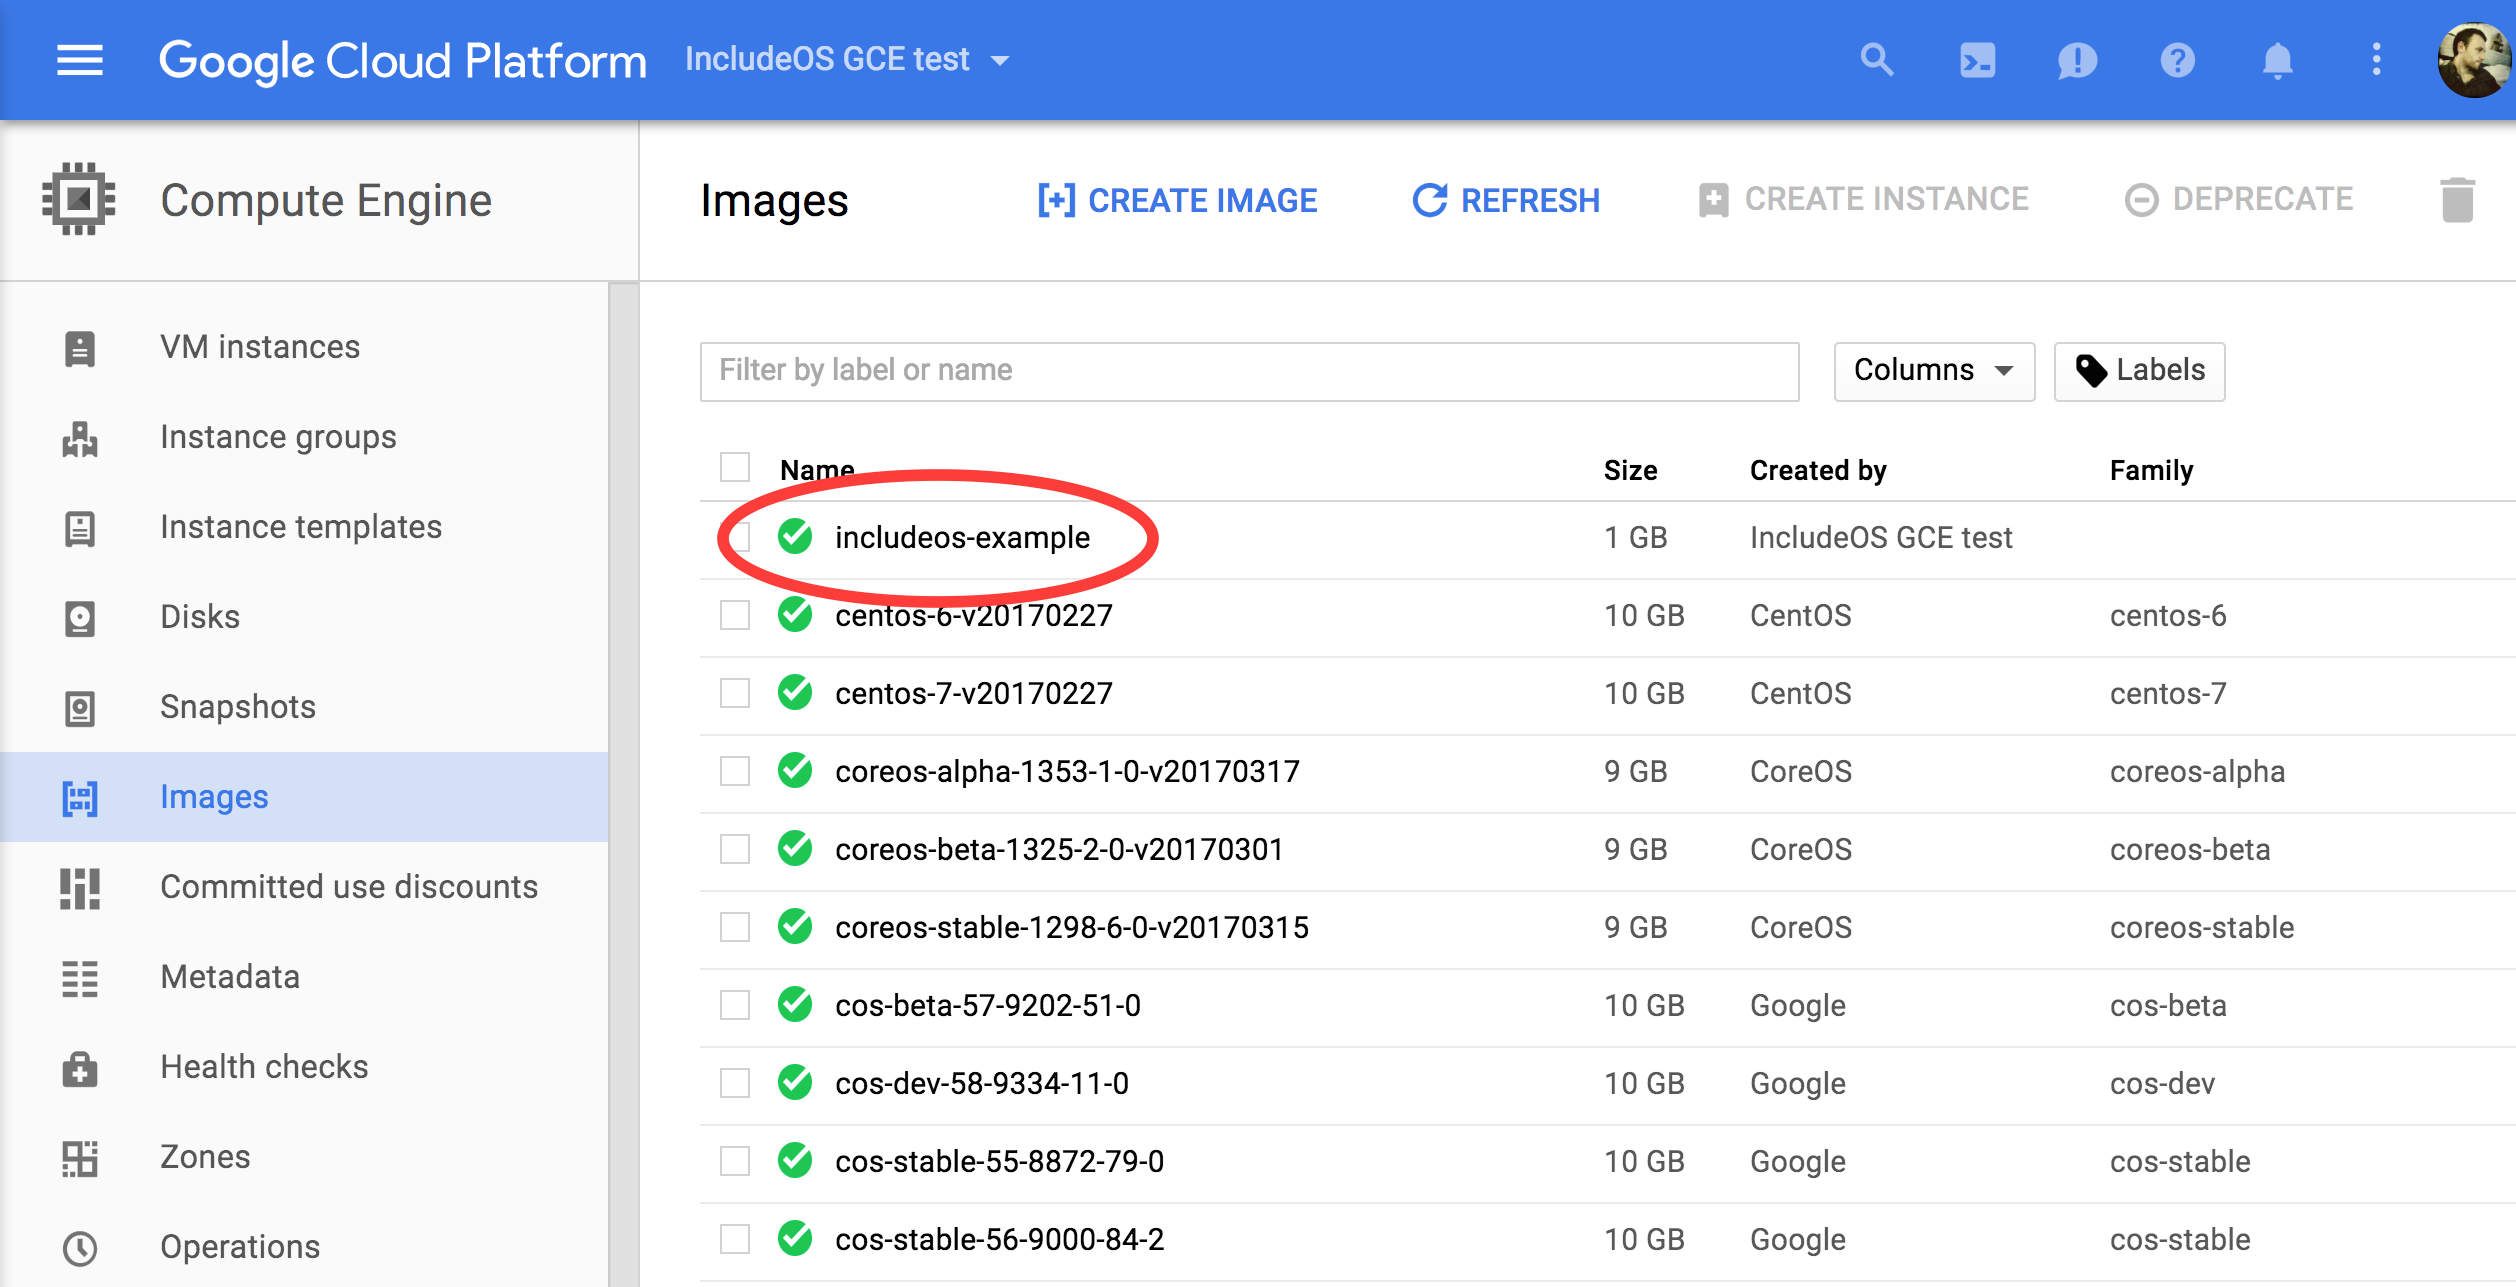 Google Cloud Platform IncludeOS GCE test
Compute Engine
Images CREATE IMAGE REFRESH CREATE INSTANCE DEPRECATE
VM instances
Instance groups
Instance templates
Disks
Snapshots
Images
Committed use discounts
Metadata
Health checks
Zones
Operations
Filter by label or name Columns Labels
Name Size Created by Family
includeos-example 1 GB IncludeOS GCE test
centos-6-v20170227 10 GB CentOS centos-6
centos-7-v20170227 10 GB CentOS centos-7
coreos-alpha-1353-1-0-v20170317 9 GB CoreOS coreos-alpha
coreos-beta-1325-2-0-v20170301 9 GB CoreOS coreos-beta
coreos-stable-1298-6-0-v20170315 9 GB CoreOS coreos-stable
cos-beta-57-9202-51-0 10 GB Google cos-beta
cos-dev-58-9334-11-0 10 GB Google cos-dev
cos-stable-55-8872-79-0 10 GB Google cos-stable
cos-stable-56-9000-84-2 10 GB Google cos-stable